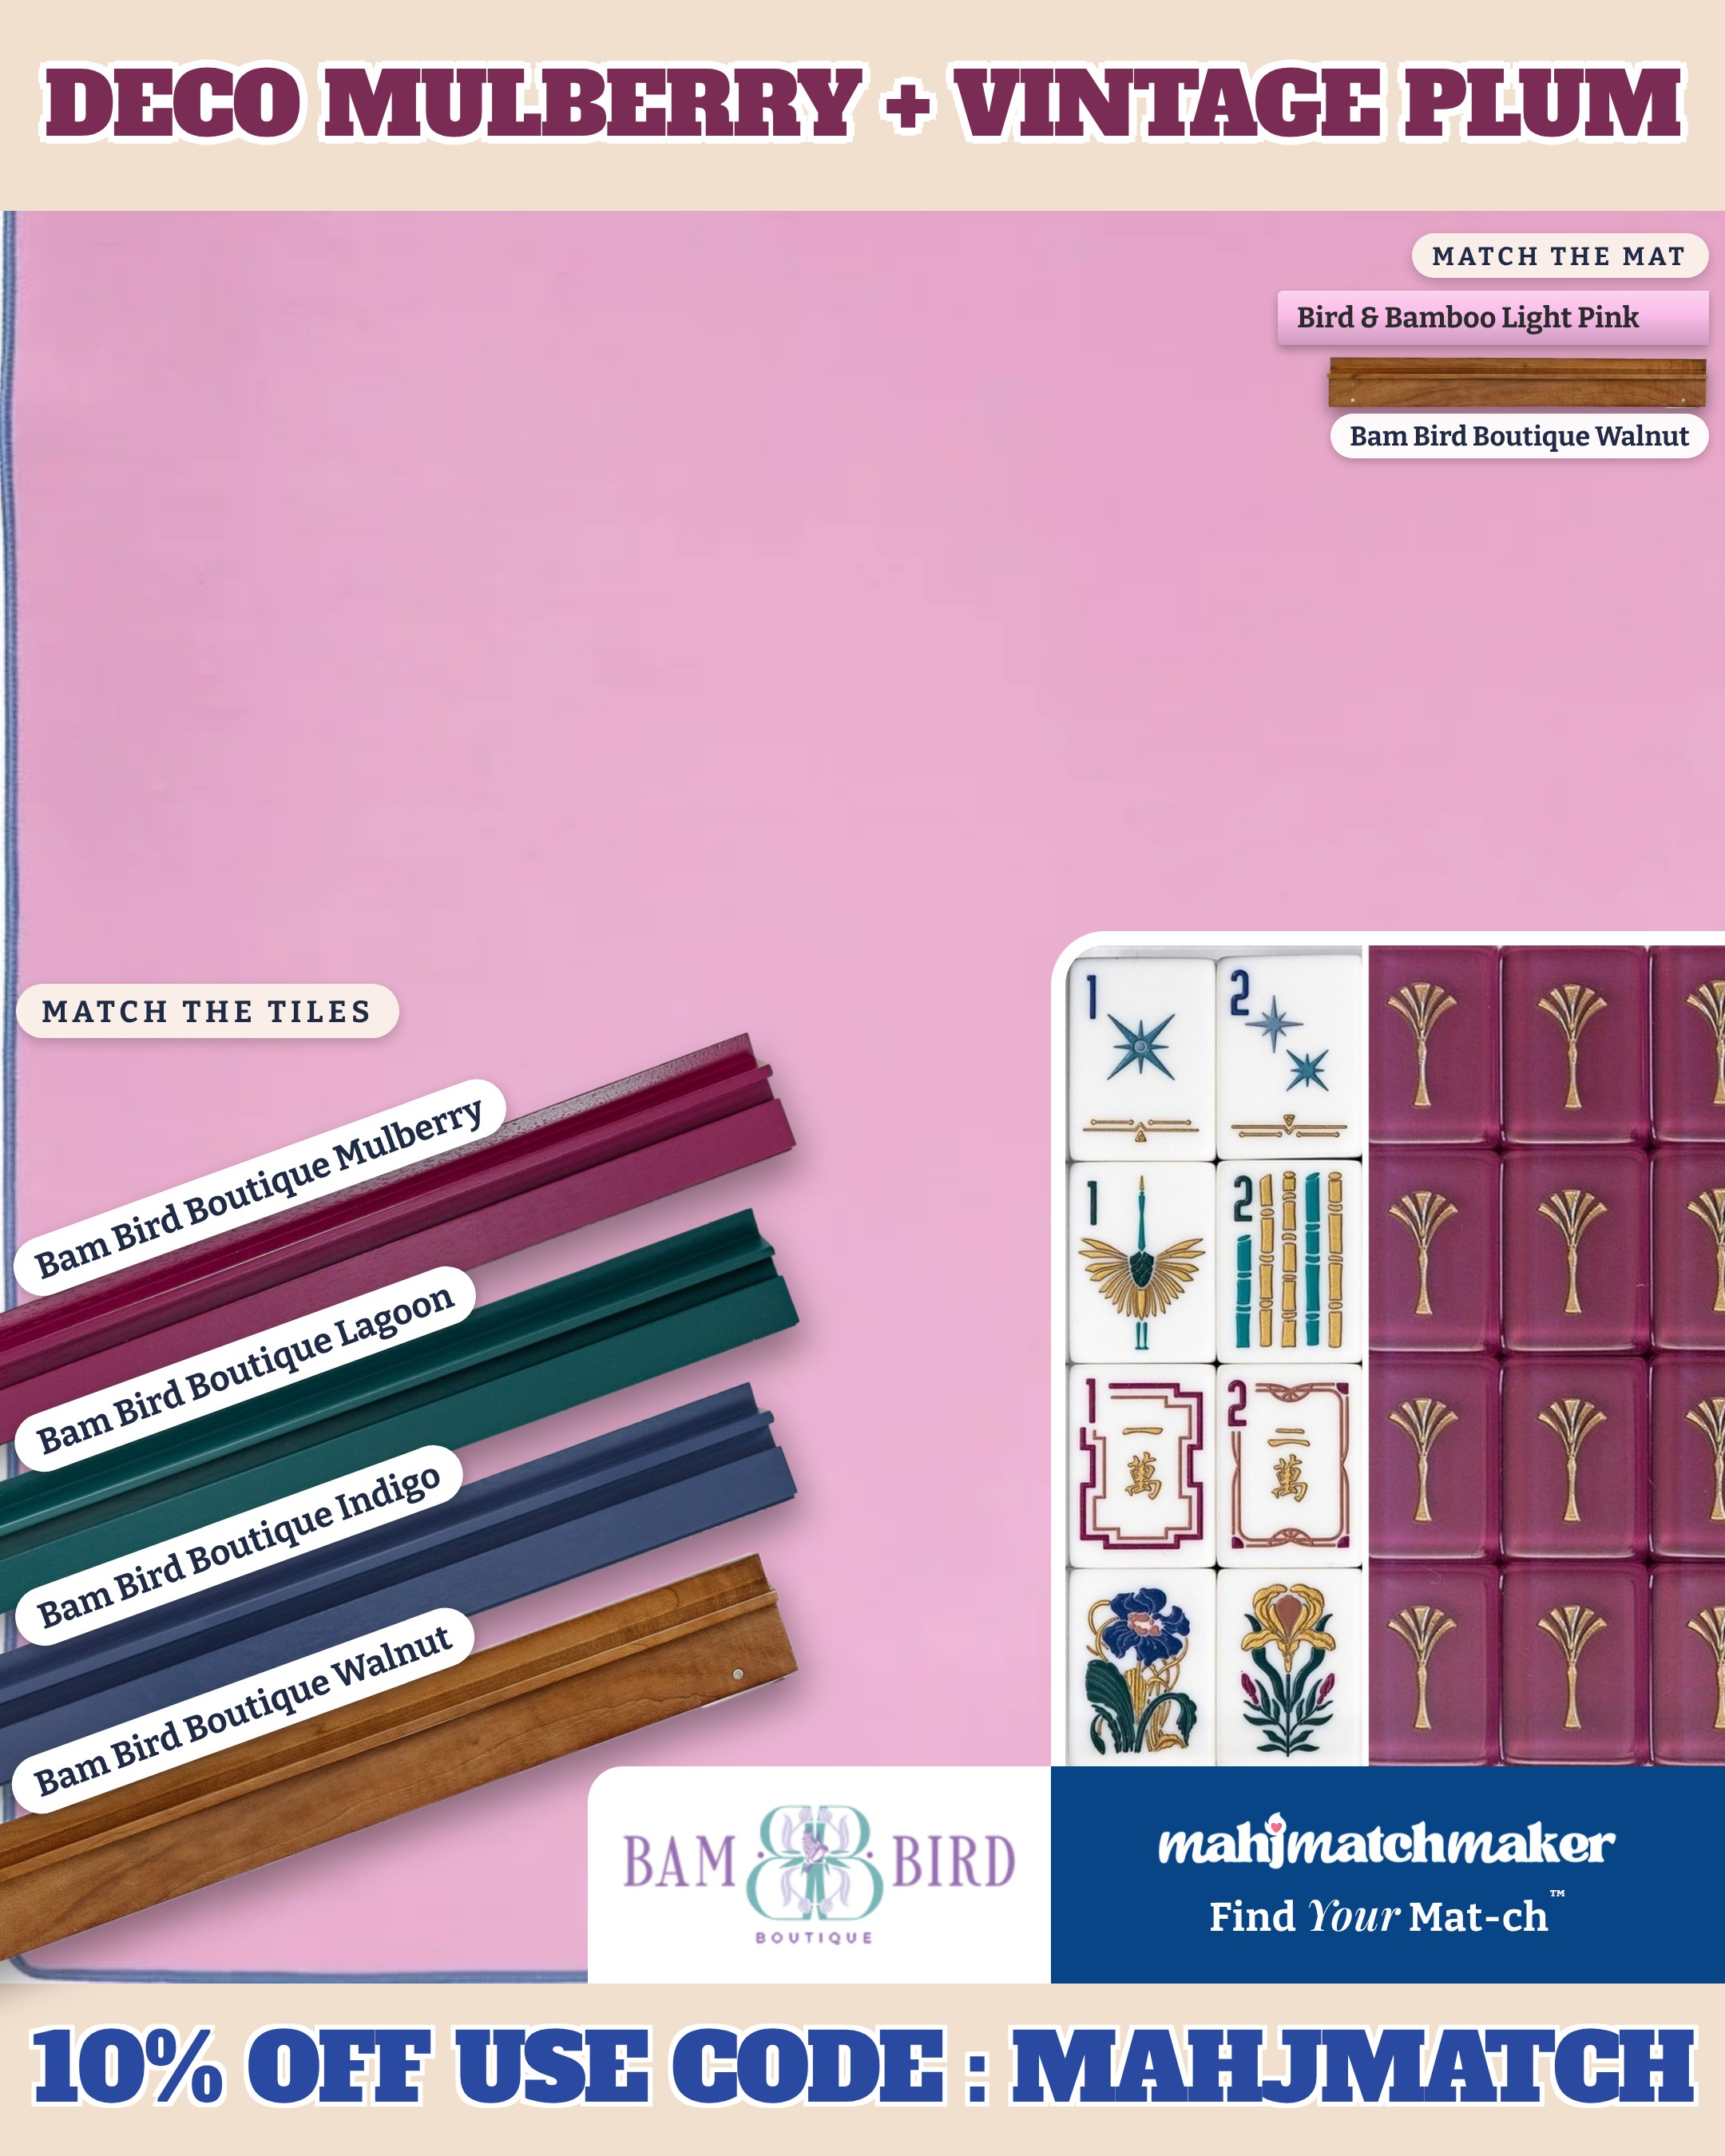 DECO MULBERRY + VINTAGE PLUM
MATCH THE MAT
Bird & Bamboo Light Pink
Bam Bird Boutique Walnut
MATCH THE TILES
Bam Bird Boutique Mulberry
Bam Bird Boutique Lagoon
Bam Bird Boutique Indigo
Bam Bird Boutique Walnut
1 2
1 2
1 2
一 二
萬 萬
BAM BIRD
BOUTIQUE
mahjmatchmaker
Find Your Mat-ch™
10% OFF USE CODE : MAHJMATCH